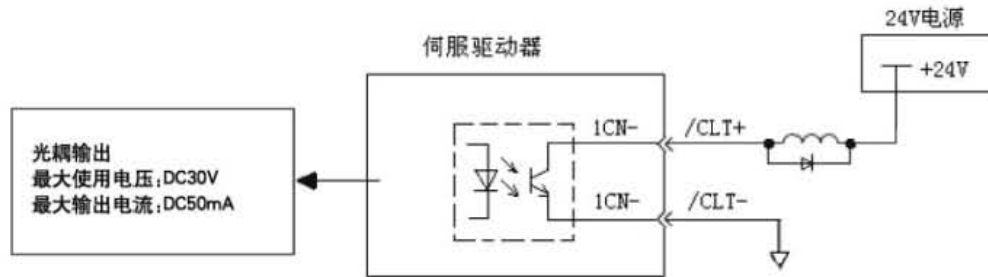 24V电源
+24V
伺服驱动器
1CN-
/CLT+
光耦输出
最大使用电压:DC30V
最大输出电流:DC50mA
1CN-
/CLT-